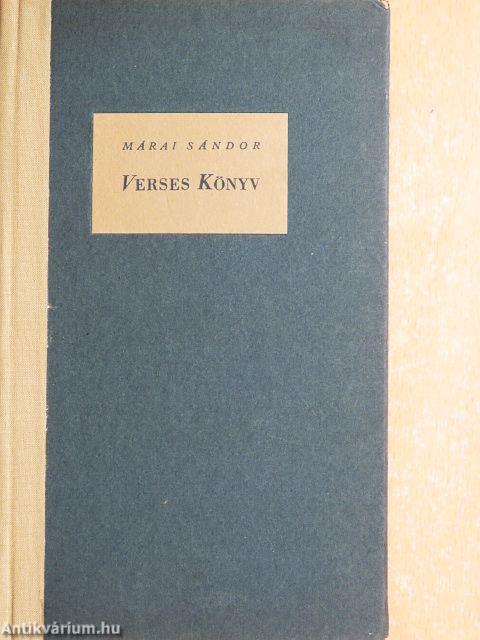 MÁRAI SÁNDOR
VERSES KÖNYV
Antikvárium.hu